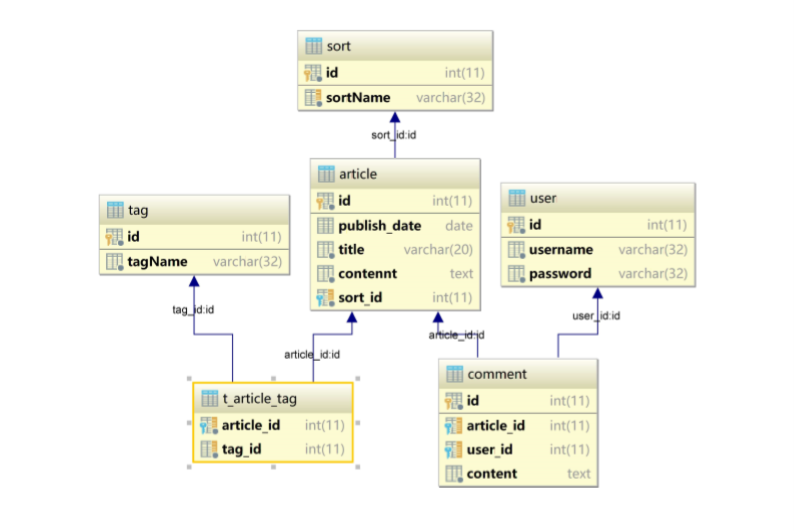 sort
id int(11)
sortName varchar(32)
sort_id:id
article
id int(11)
publish_date date
title varchar(20)
contennt text
sort_id int(11)
tag
id int(11)
tagName varchar(32)
user
id int(11)
username varchar(32)
password varchar(32)
tag_id:id
article_id:id
article_id:id
user_id:id
t_article_tag
article_id int(11)
tag_id int(11)
comment
id int(11)
article_id int(11)
user_id int(11)
content text